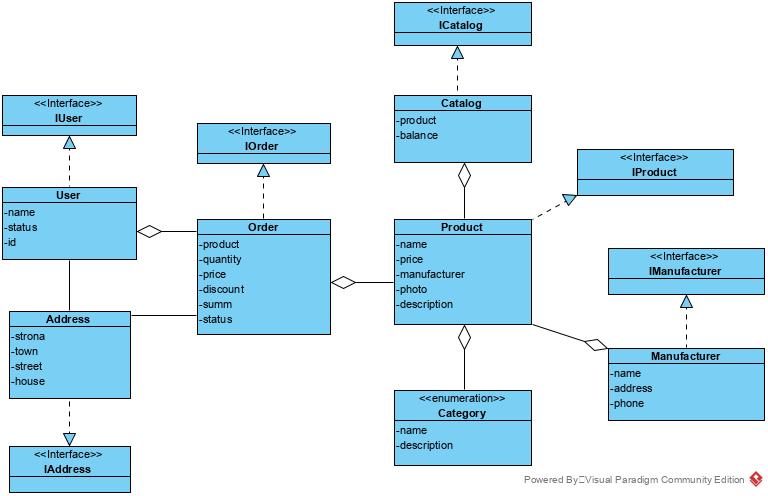 <<Interface>>
ICatalog
Catalog
-product
-balance
<<Interface>>
IUser
<<Interface>>
IOrder
<<Interface>>
IProduct
User
-name
-status
-id
Order
-product
-quantity
-price
-discount
-summ
-status
Product
-name
-price
-manufacturer
-photo
-description
<<Interface>>
IManufacturer
Address
-strona
-town
-street
-house
Manufacturer
-name
-address
-phone
<<enumeration>>
Category
-name
-description
<<Interface>>
IAddress
Powered By Visual Paradigm Community Edition